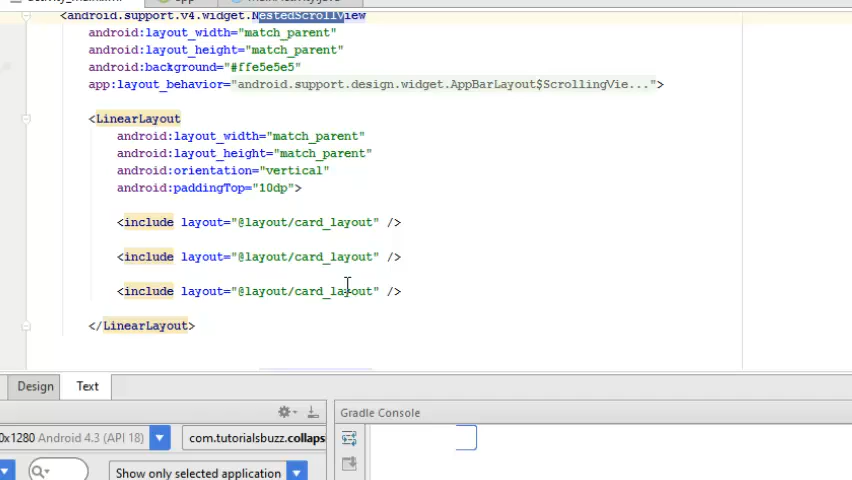 <android.support.v4.widget.NestedScrollView
android:layout_width="match_parent"
android:layout_height="match_parent"
android:background="#ffe5e5e5"
app:layout_behavior="android.support.design.widget.AppBarLayout$ScrollingVie...">
<LinearLayout
android:layout_width="match_parent"
android:layout_height="match_parent"
android:orientation="vertical"
android:paddingTop="10dp">
<include layout="@layout/card_layout" />
<include layout="@layout/card_layout" />
<include layout="@layout/card_layout" />
</LinearLayout>
Design Text
Gradle Console
0x1280 Android 4.3 (API 18) com.tutorialsbuzz.collaps
Show only selected application